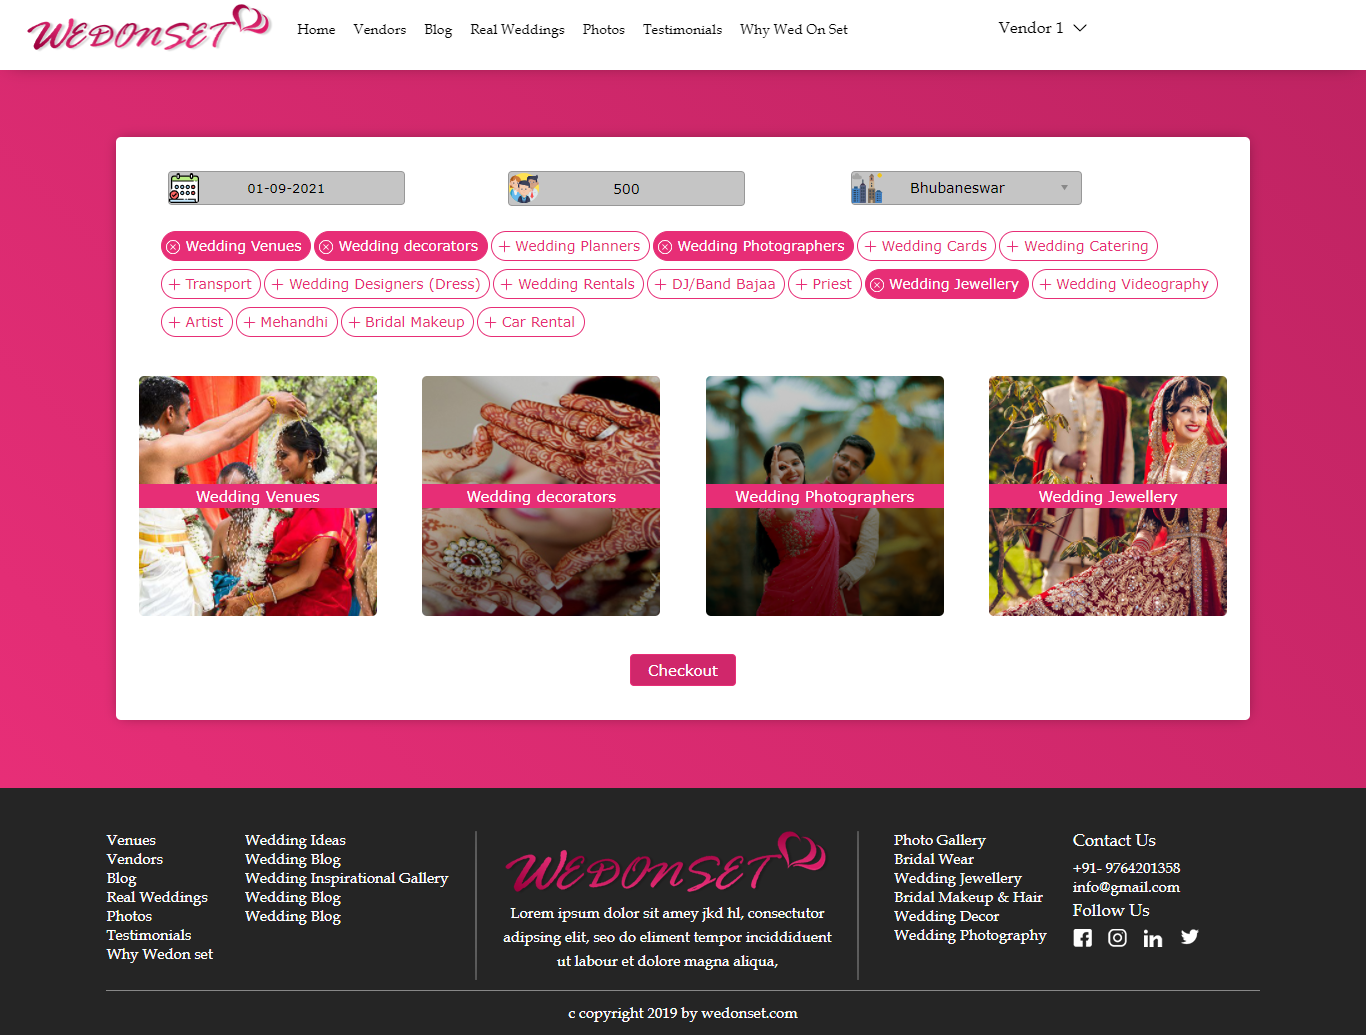 WEDONSET
Home Vendors Blog Real Weddings Photos Testimonials Why Wed On Set Vendor 1
01-09-2021 500 Bhubaneswar
Wedding Venues Wedding decorators + Wedding Planners Wedding Photographers + Wedding Cards + Wedding Catering
+ Transport + Wedding Designers (Dress) + Wedding Rentals + DJ/Band Bajaa + Priest Wedding Jewellery + Wedding Videography
+ Artist + Mehandhi + Bridal Makeup + Car Rental
Wedding Venues Wedding decorators Wedding Photographers Wedding Jewellery
Checkout
Venues
Vendors
Blog
Real Weddings
Photos
Testimonials
Why Wedon set
Wedding Ideas
Wedding Blog
Wedding Inspirational Gallery
Wedding Blog
Wedding Blog
WEDONSET
Lorem ipsum dolor sit amey jkd hl, consectutor
adipsing elit, seo do eliment tempor inciddiduent
ut labour et dolore magna aliqua,
Photo Gallery
Bridal Wear
Wedding Jewellery
Bridal Makeup & Hair
Wedding Decor
Wedding Photography
Contact Us
+91- 9764201358
info@gmail.com
Follow Us
c copyright 2019 by wedonset.com